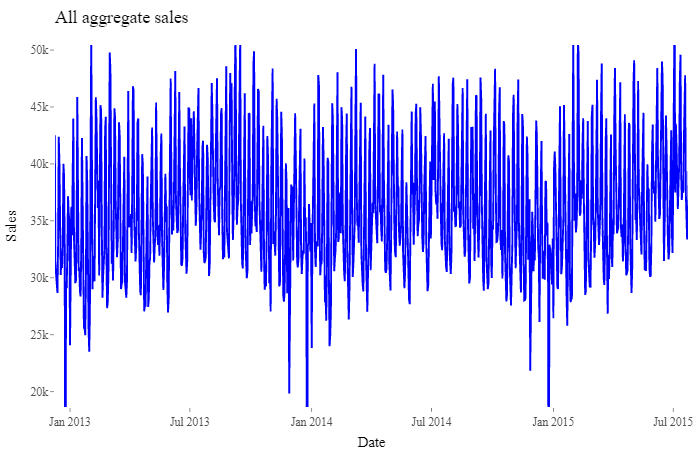 All aggregate sales
50k
45k
40k
35k
30k
25k
20k
Sales
Jan 2013 Jul 2013 Jan 2014 Jul 2014 Jan 2015 Jul 2015
Date